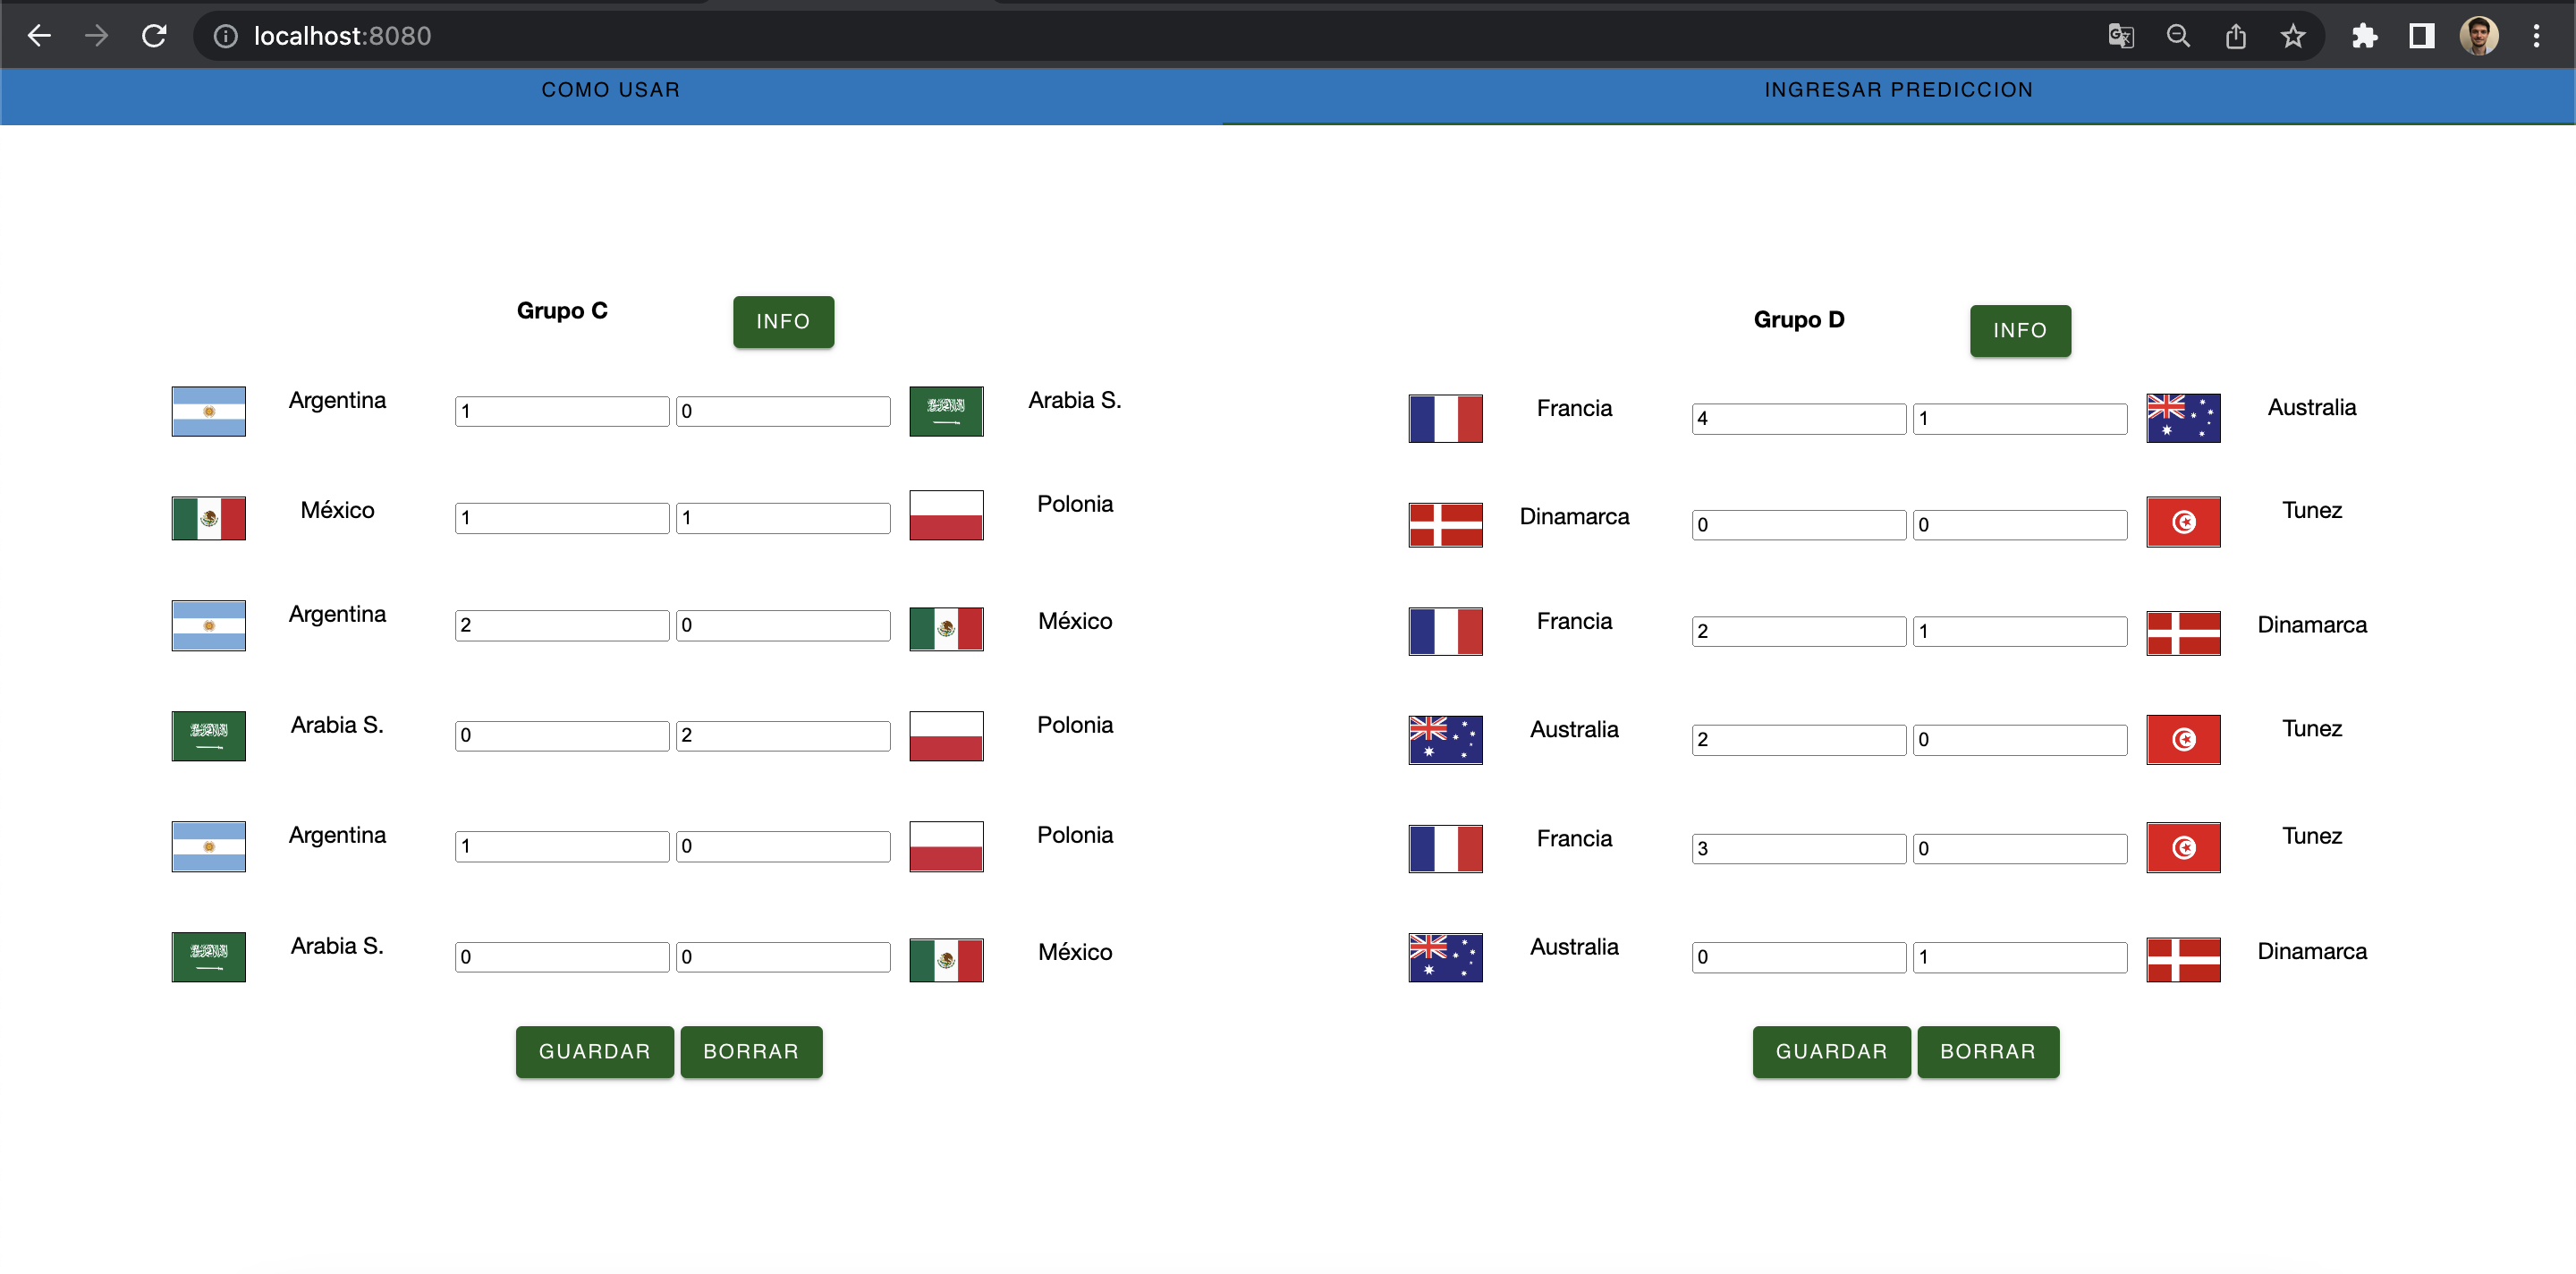 localhost:8080
COMO USAR INGRESAR PREDICCION
Grupo C INFO
Argentina 1 0 Arabia S.
México 1 1 Polonia
Argentina 2 0 México
Arabia S. 0 2 Polonia
Argentina 1 0 Polonia
Arabia S. 0 0 México
GUARDAR BORRAR
Grupo D INFO
Francia 4 1 Australia
Dinamarca 0 0 Tunez
Francia 2 1 Dinamarca
Australia 2 0 Tunez
Francia 3 0 Tunez
Australia 0 1 Dinamarca
GUARDAR BORRAR